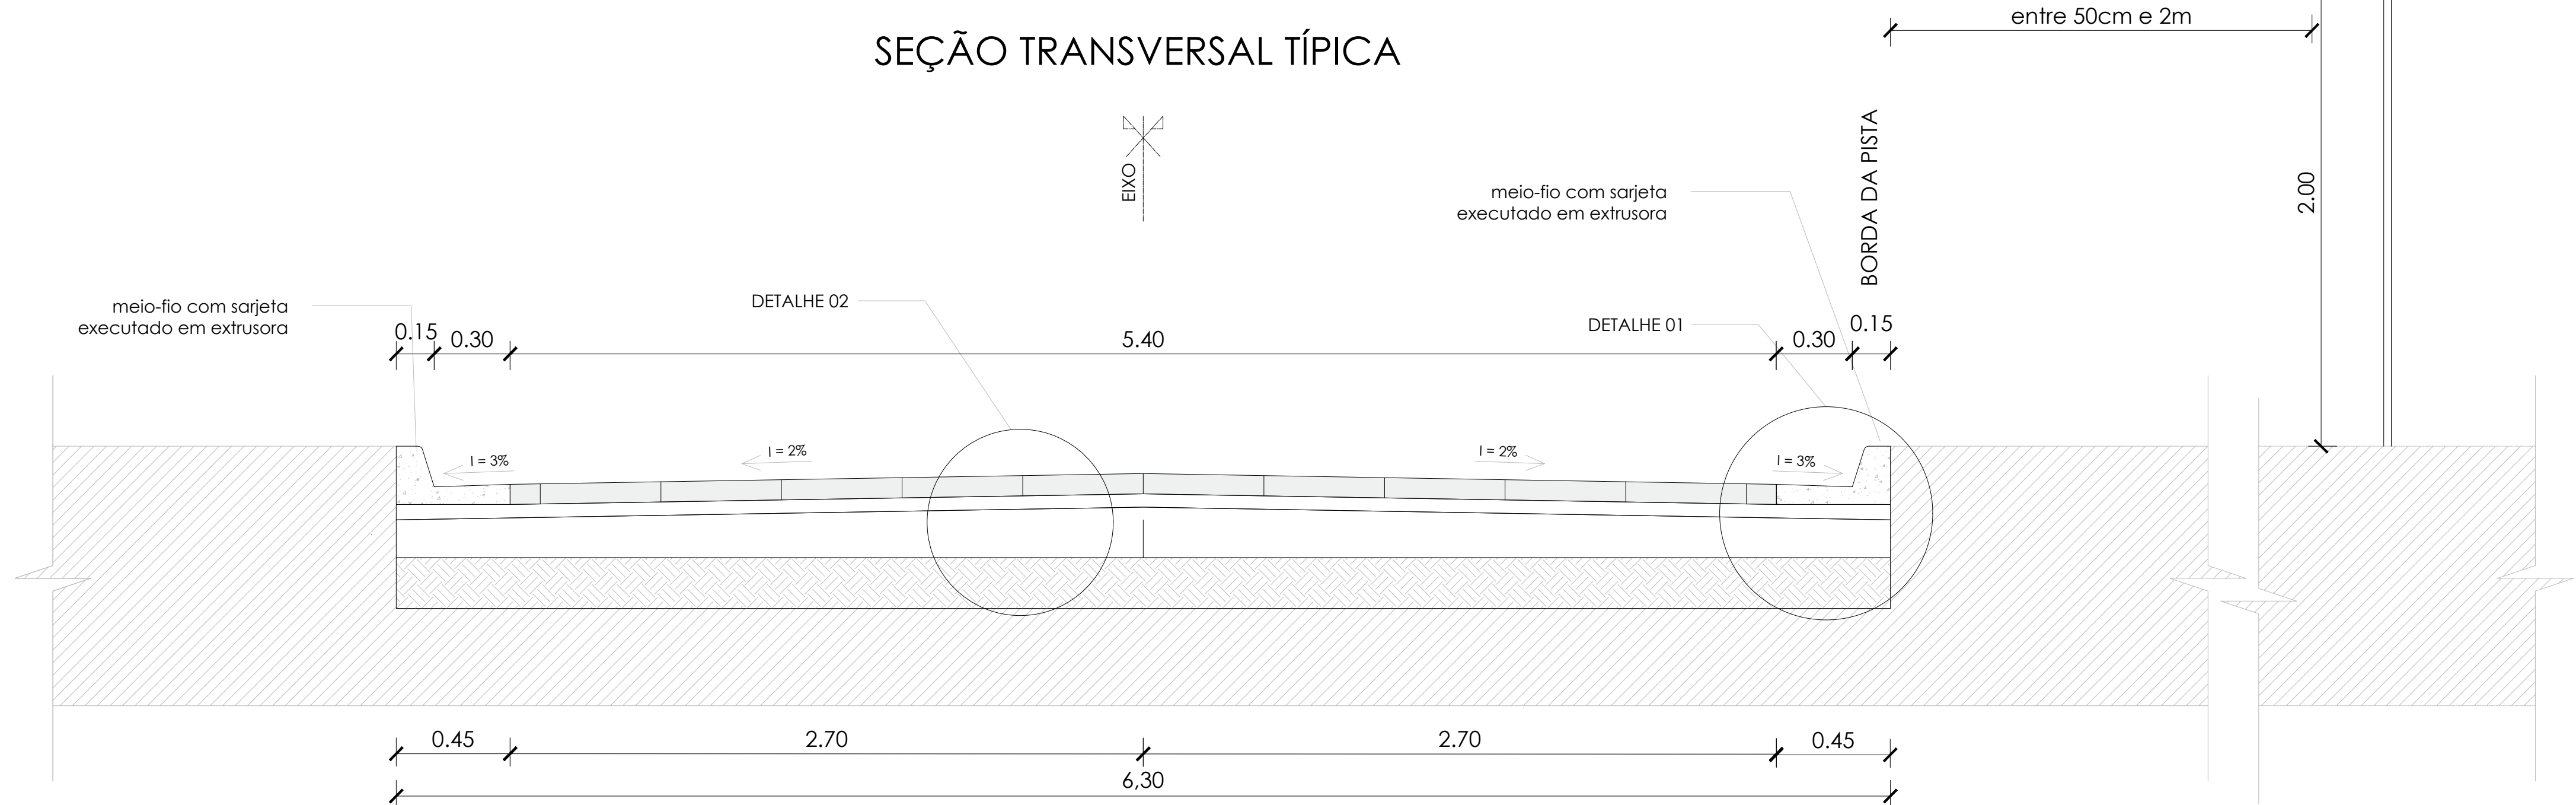 entre 50cm e 2m
SEÇÃO TRANSVERSAL TÍPICA
BORDA DA PISTA
EIXO
2.00
meio-fio com sarjeta
executado em extrusora
meio-fio com sarjeta
executado em extrusora
DETALHE 02
DETALHE 01
0.15
0.30
5.40
0.30
0.15
I = 3%
I = 2%
I = 2%
I = 3%
0.45
2.70
2.70
0.45
6,30